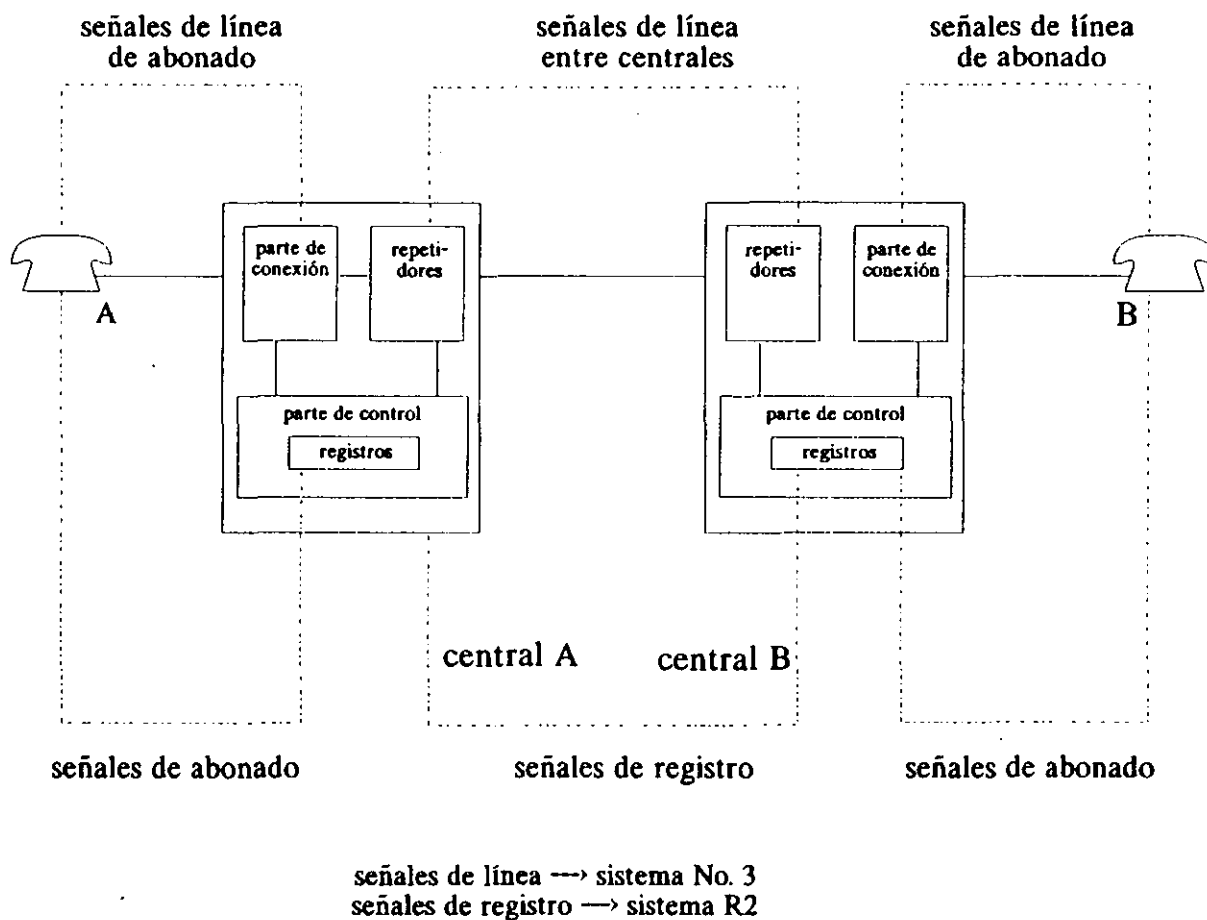 señales de línea
de abonado
señales de línea
entre centrales
señales de línea
de abonado
parte de
conexión
repeti-
dores
repeti-
dores
parte de
conexión
A
B
parte de control
registros
parte de control
registros
central A
central B
señales de abonado
señales de registro
señales de abonado
señales de línea → sistema No. 3
señales de registro → sistema R2